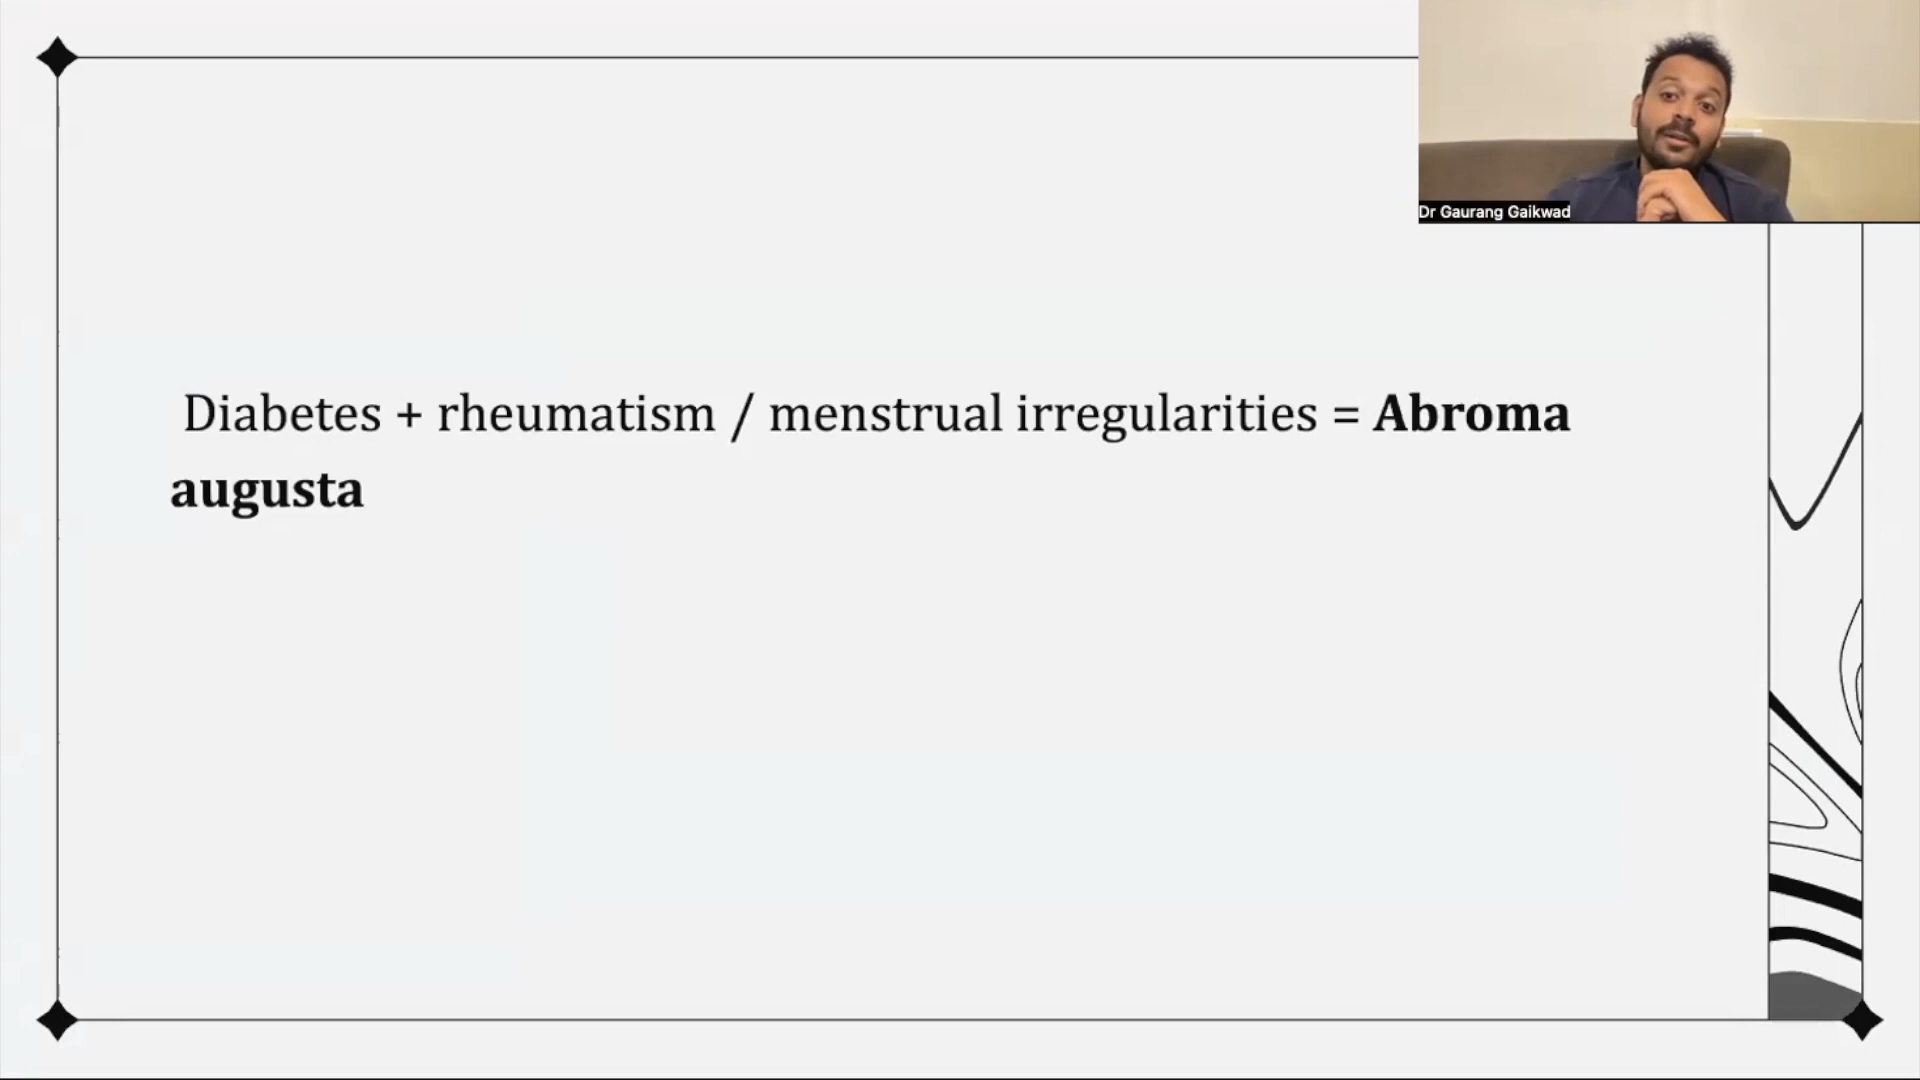 Dr Gaurang Gaikwad
Diabetes + rheumatism / menstrual irregularities = Abroma
augusta